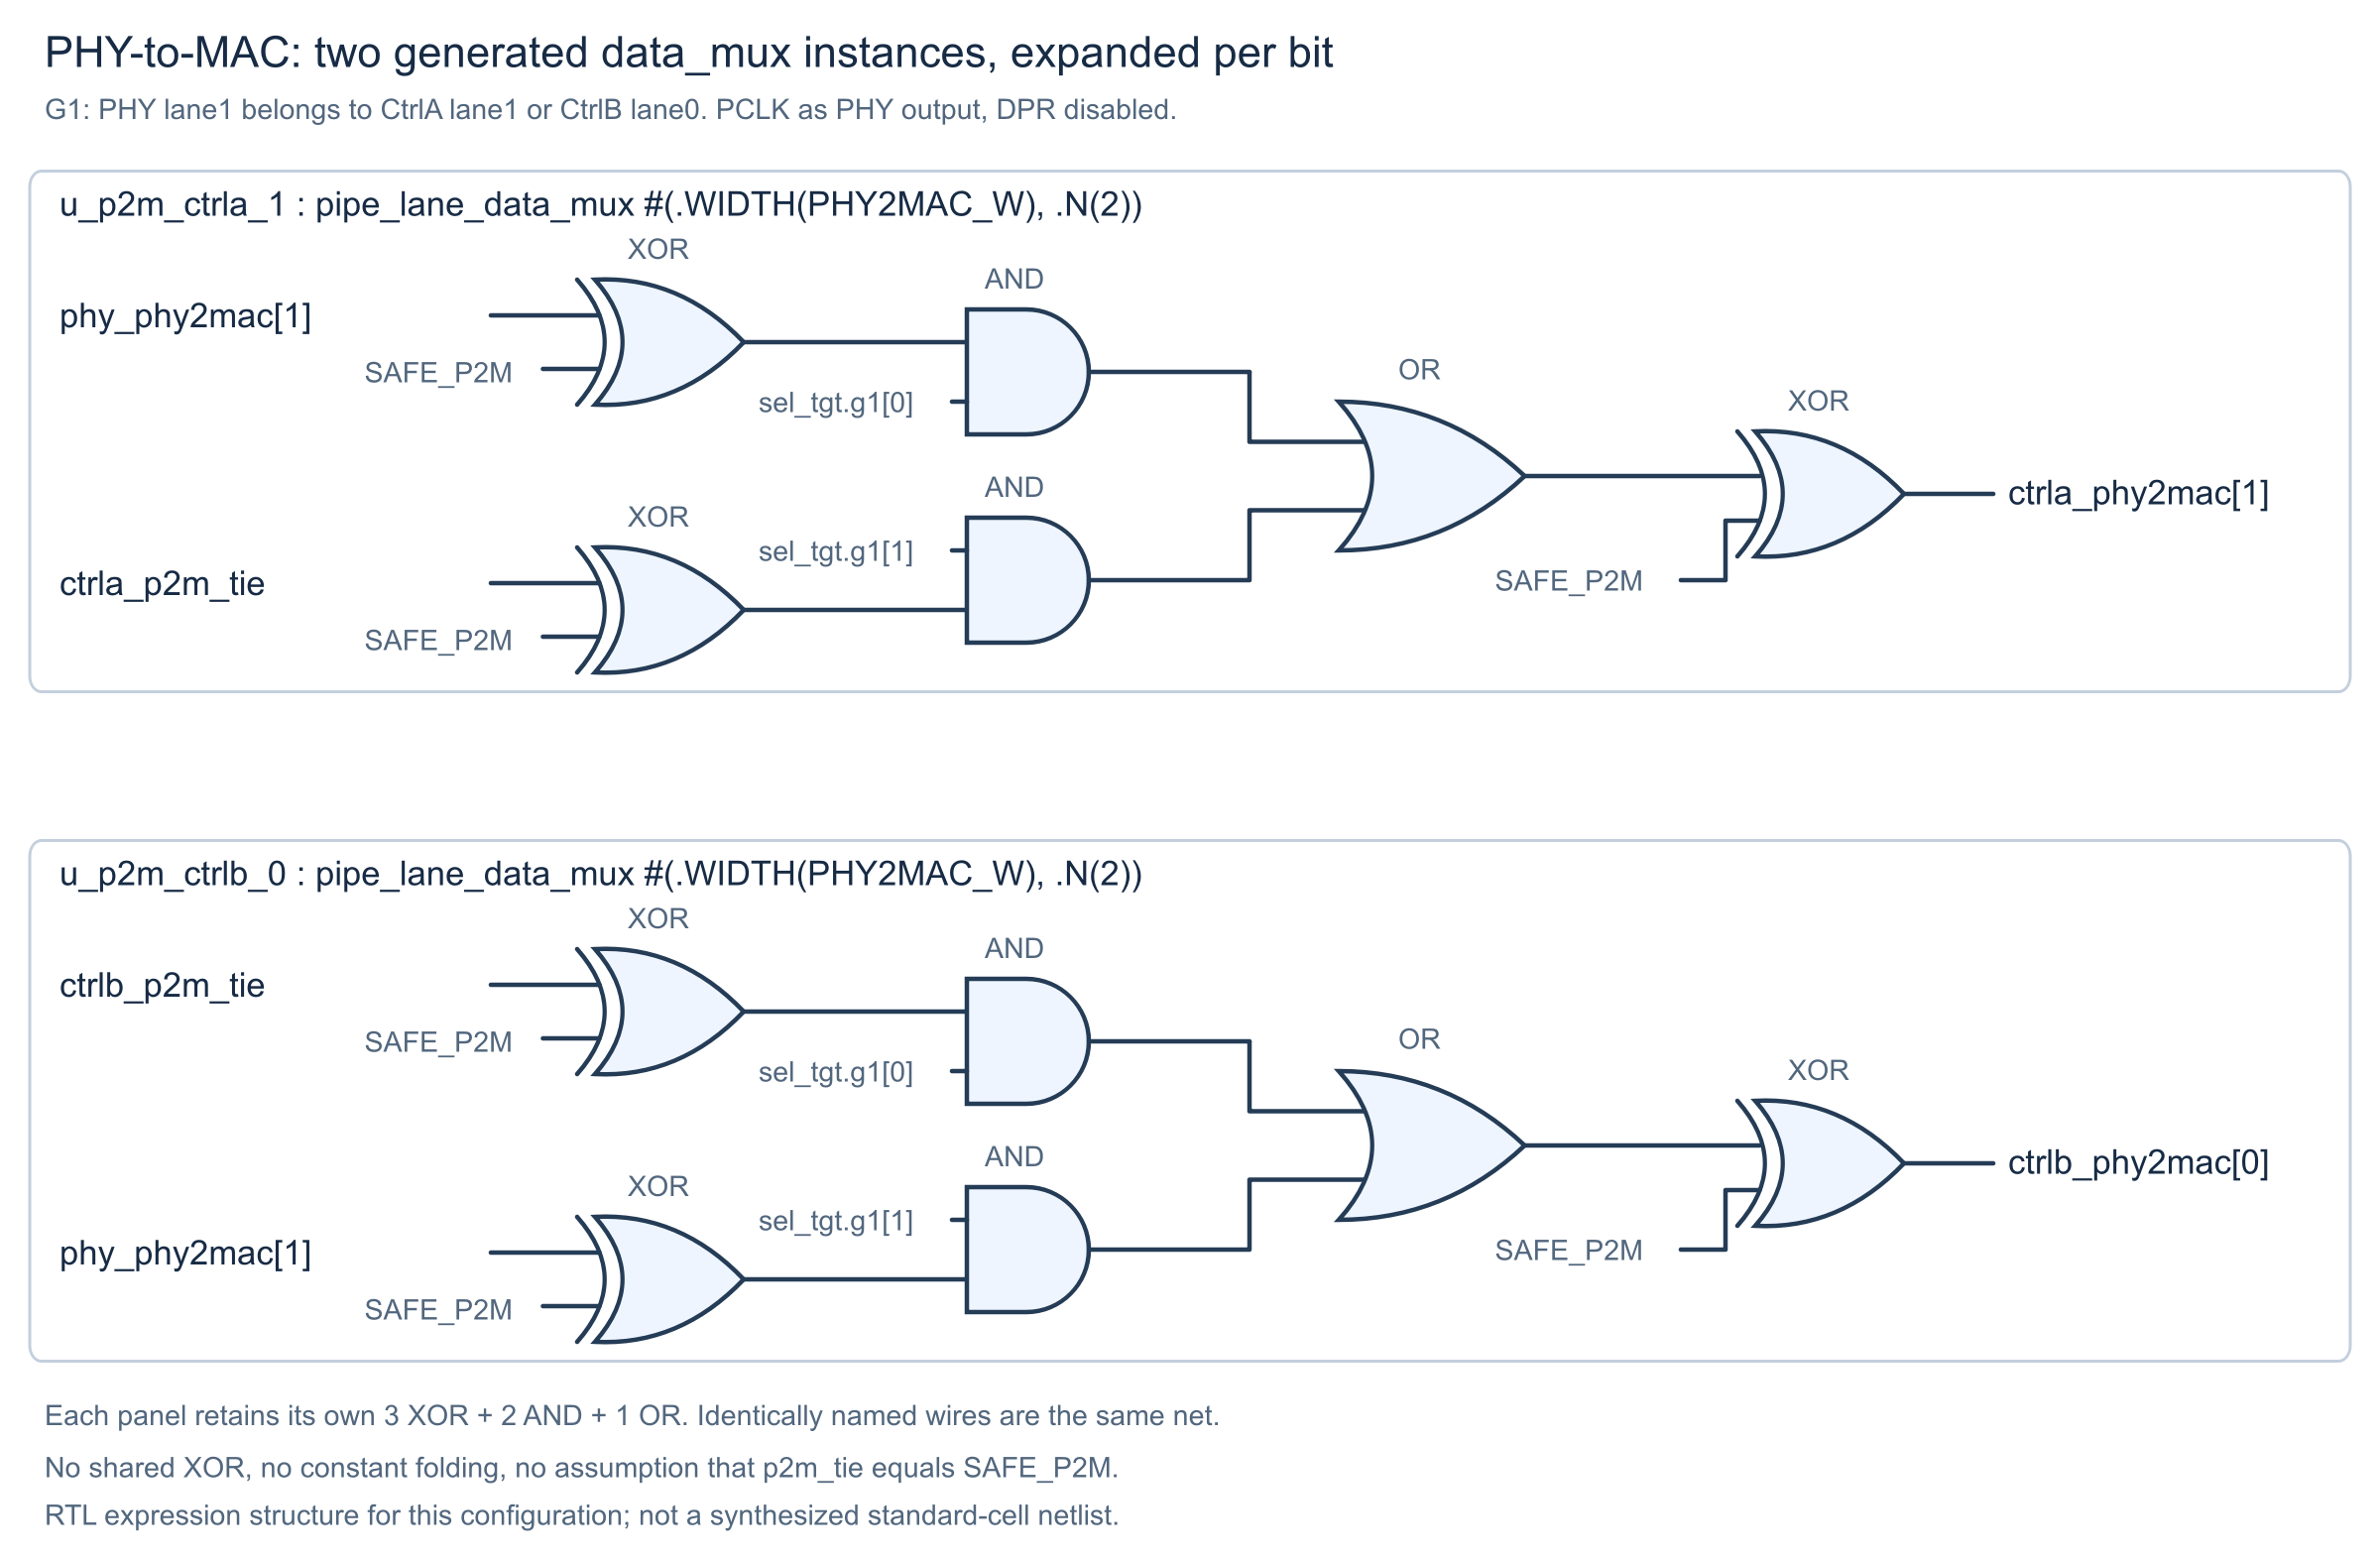 PHY-to-MAC: two generated data_mux instances, expanded per bit
G1: PHY lane1 belongs to CtrlA lane1 or CtrlB lane0. PCLK as PHY output, DPR disabled.
u_p2m_ctrla_1 : pipe_lane_data_mux #(.WIDTH(PHY2MAC_W), .N(2))
XOR
AND
phy_phy2mac[1]
SAFE_P2M
sel_tgt.g1[0]
OR
XOR
XOR
AND
sel_tgt.g1[1]
ctrla_p2m_tie
SAFE_P2M
SAFE_P2M
ctrla_phy2mac[1]
u_p2m_ctrlb_0 : pipe_lane_data_mux #(.WIDTH(PHY2MAC_W), .N(2))
XOR
AND
ctrlb_p2m_tie
SAFE_P2M
sel_tgt.g1[0]
OR
XOR
XOR
AND
sel_tgt.g1[1]
phy_phy2mac[1]
SAFE_P2M
SAFE_P2M
ctrlb_phy2mac[0]
Each panel retains its own 3 XOR + 2 AND + 1 OR. Identically named wires are the same net.
No shared XOR, no constant folding, no assumption that p2m_tie equals SAFE_P2M.
RTL expression structure for this configuration; not a synthesized standard-cell netlist.